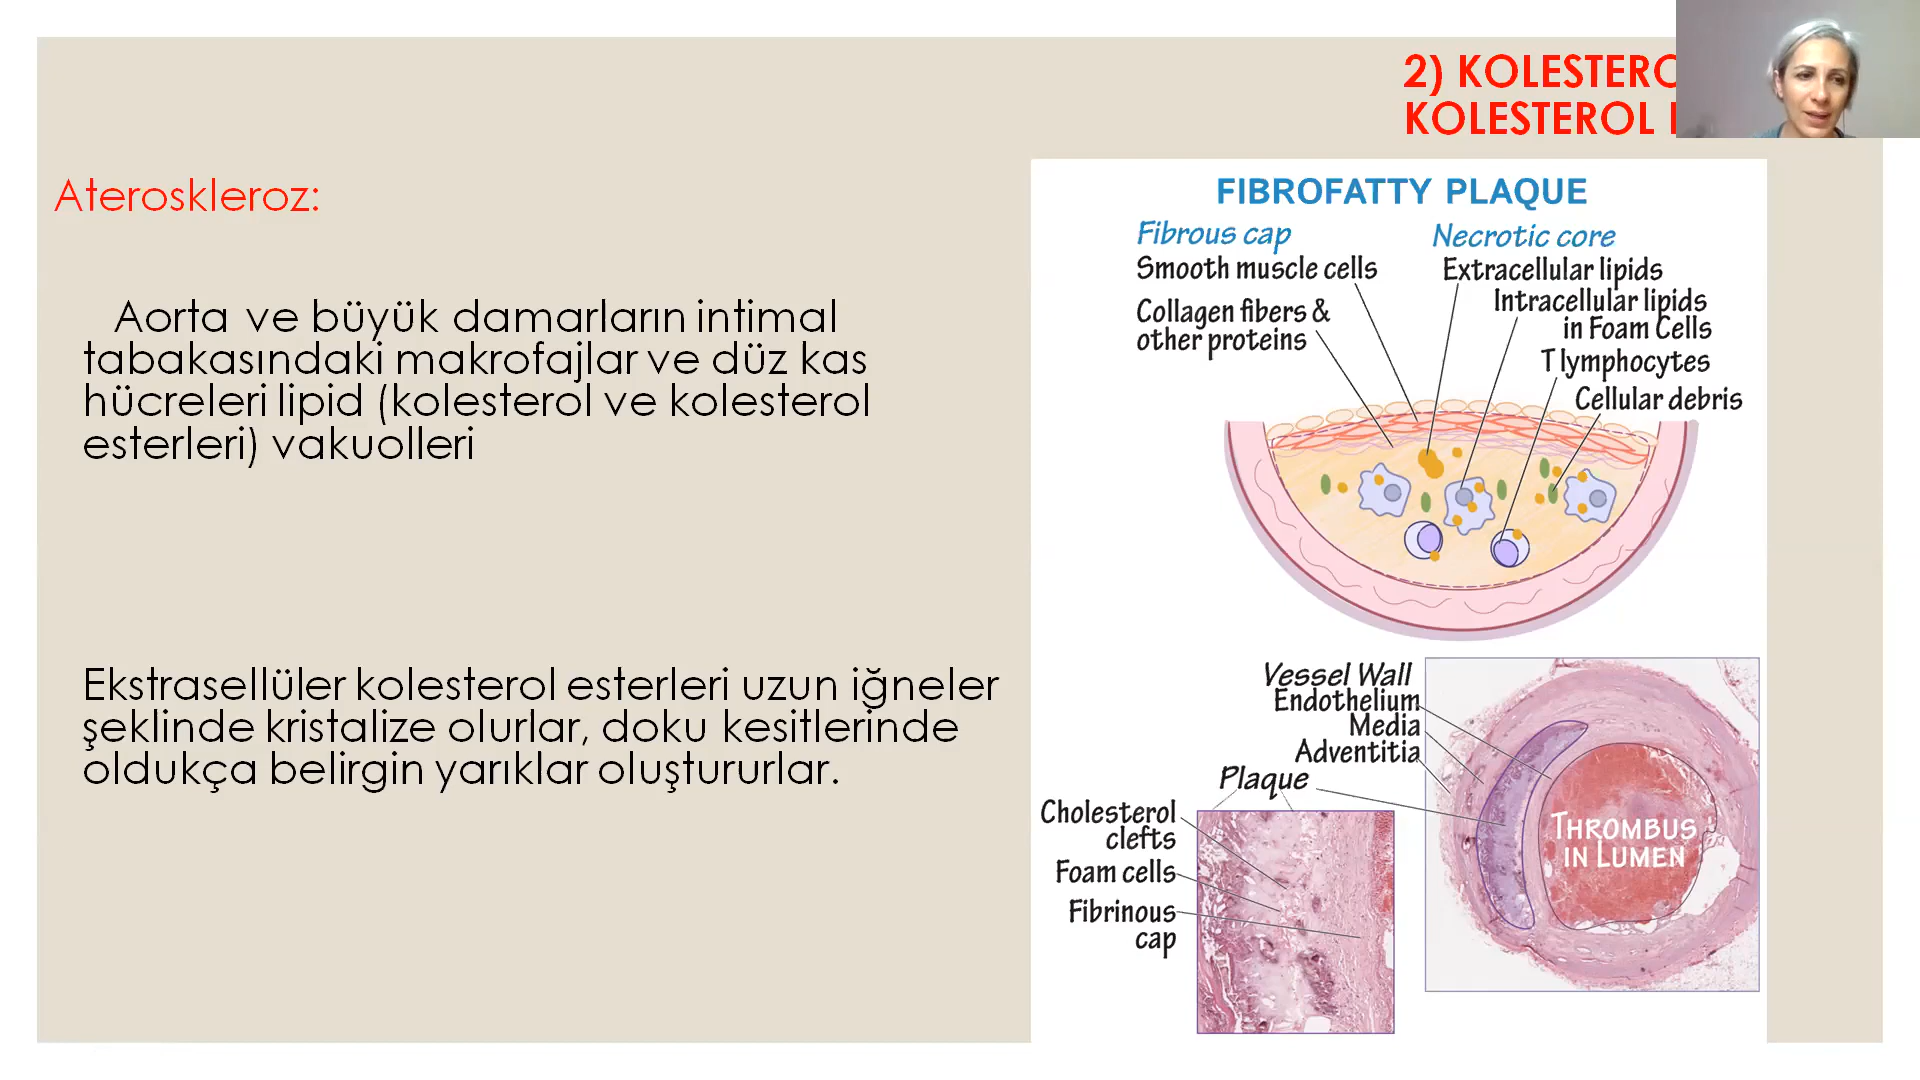 2) KOLESTERO
KOLESTEROL
Ateroskleroz:
Aorta ve büyük damarların intimal
tabakasındaki makrofajlar ve düz kas
hücreleri lipid (kolesterol ve kolesterol
esterleri) vakuolleri
Ekstrasellüler kolesterol esterleri uzun iğneler
şeklinde kristalize olurlar, doku kesitlerinde
oldukça belirgin yarıklar oluştururlar.
FIBROFATTY PLAQUE
Fibrous cap
Smooth muscle cells
Collagen fibers &
other proteins
Necrotic core
Extracellular lipids
Intracellular lipids
in Foam Cells
T lymphocytes
Cellular debris
Vessel Wall
Endothelium
Media
Adventitia
Plaque
Cholesterol
clefts
Foam cells
Fibrinous
cap
THROMBUS
IN LUMEN